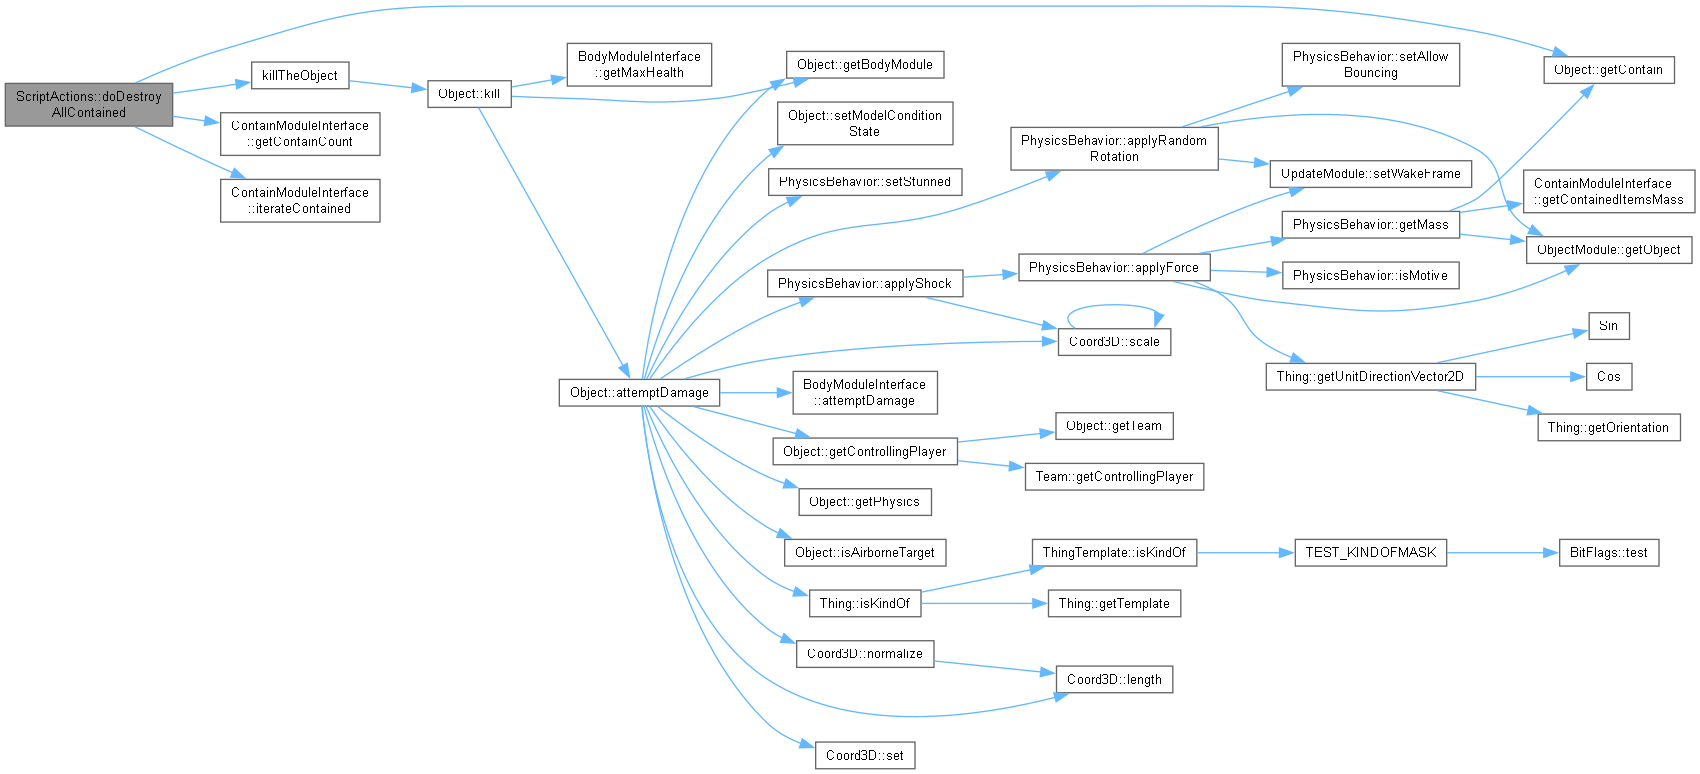 ScriptActions::doDestroy
AllContained
killTheObject
ContainModuleInterface
::getContainCount
ContainModuleInterface
::iterateContained
Object::kill
BodyModuleInterface
::getMaxHealth
Object::attemptDamage
Object::getBodyModule
Object::setModelCondition
State
PhysicsBehavior::setStunned
PhysicsBehavior::applyShock
BodyModuleInterface
::attemptDamage
Object::getControllingPlayer
Object::getPhysics
Object::isAirborneTarget
Thing::isKindOf
Coord3D::normalize
Coord3D::set
PhysicsBehavior::applyRandom
Rotation
PhysicsBehavior::applyForce
Coord3D::scale
Object::getTeam
Team::getControllingPlayer
ThingTemplate::isKindOf
Thing::getTemplate
Coord3D::length
PhysicsBehavior::setAllow
Bouncing
UpdateModule::setWakeFrame
PhysicsBehavior::getMass
PhysicsBehavior::isMotive
Thing::getUnitDirectionVector2D
TEST_KINDOFMASK
Object::getContain
ContainModuleInterface
::getContainedItemsMass
ObjectModule::getObject
Sin
Cos
Thing::getOrientation
BitFlags::test